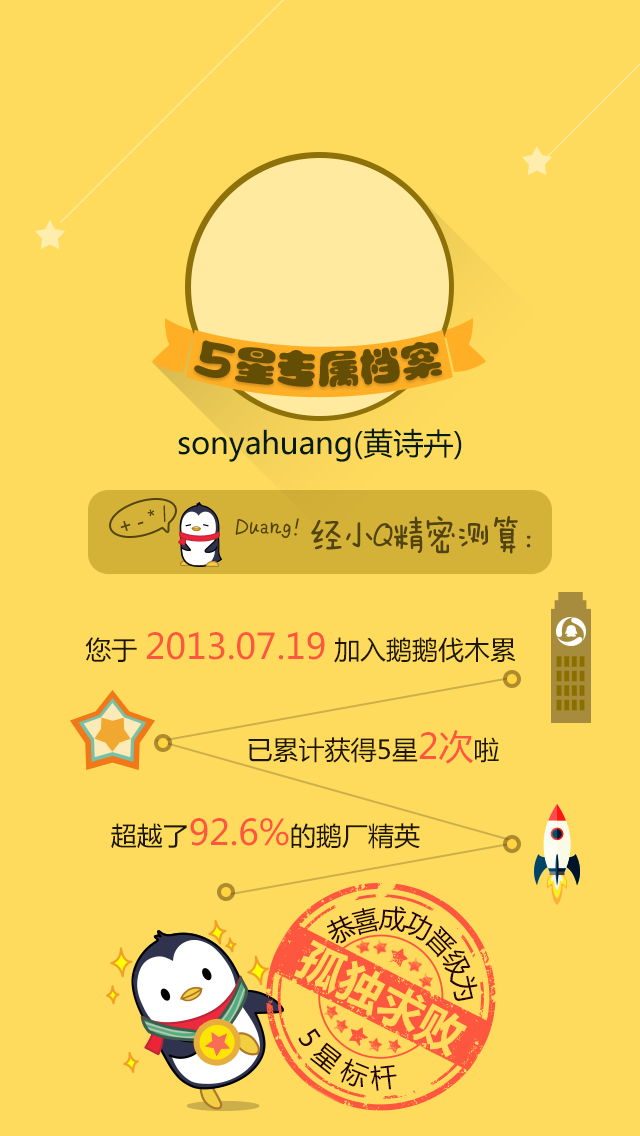 5星专属档案
sonyahuang(黄诗卉)
+ - * !
Duang! 经小Q精密测算:
您于 2013.07.19 加入鹅鹅伐木累
已累计获得5星2次啦
超越了92.6%的鹅厂精英
恭喜成功晋级为
孤独求败
5星标杆